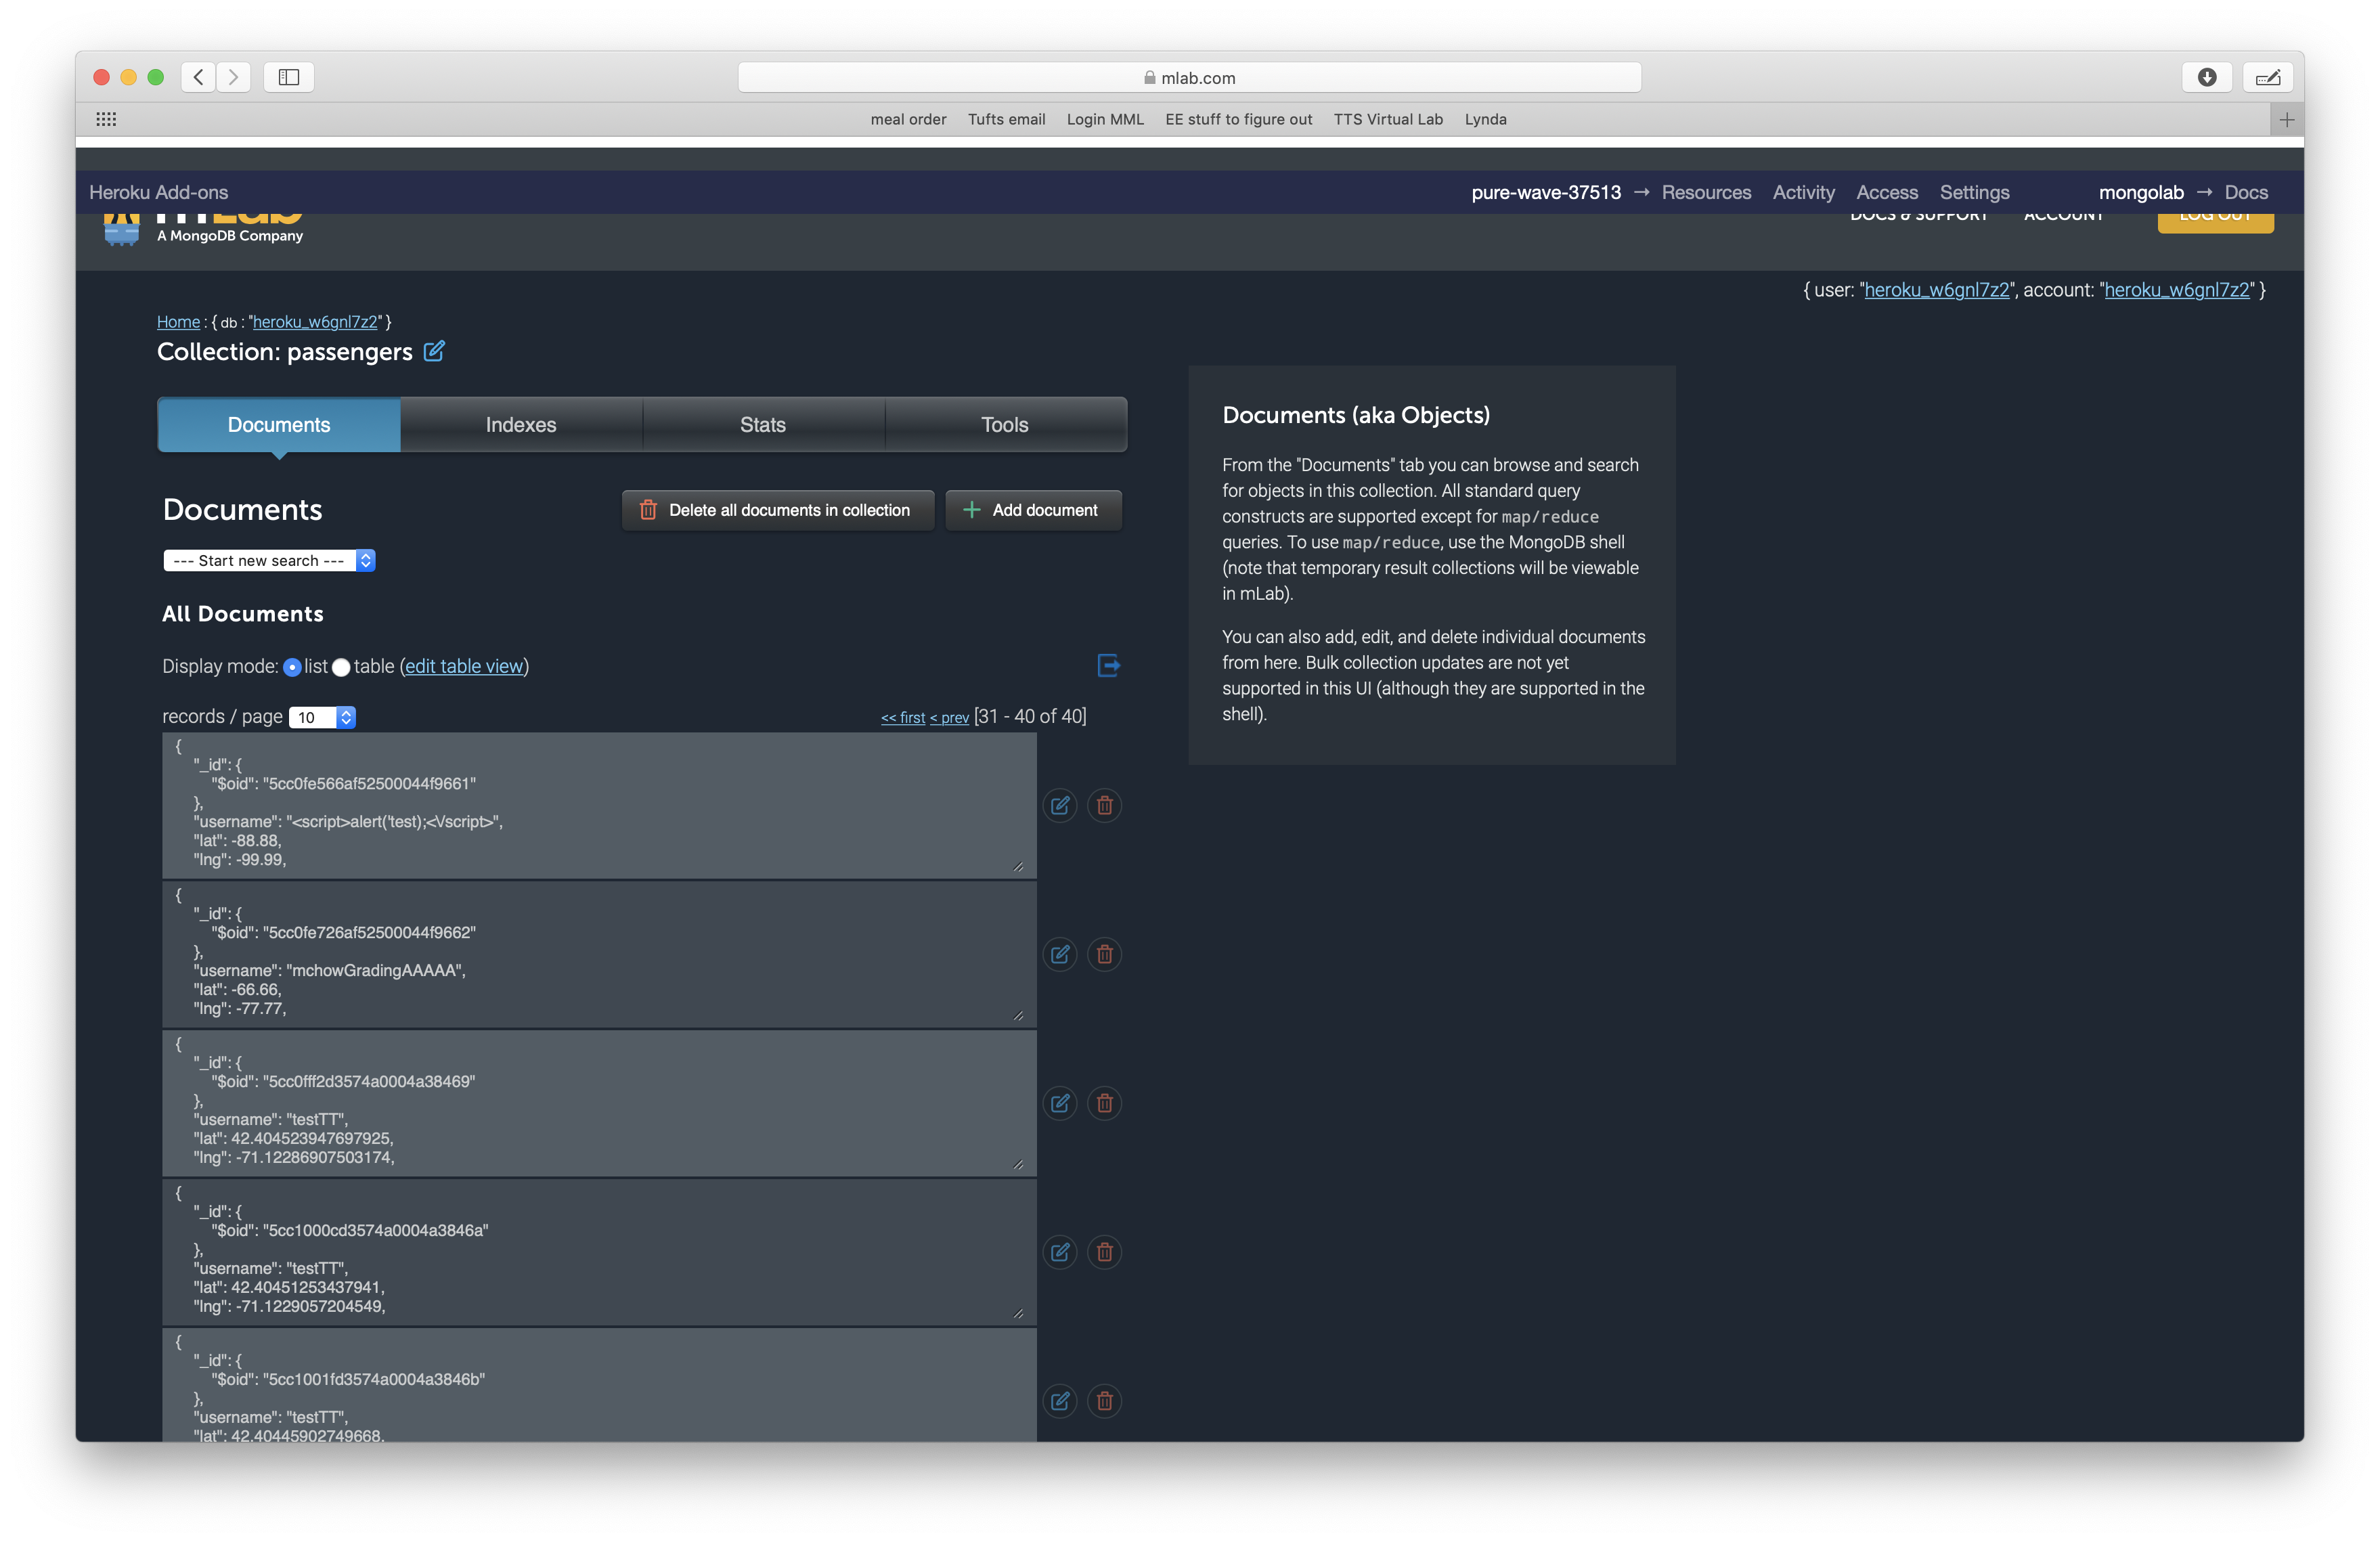 mlab.com
meal order Tufts email Login MML EE stuff to figure out TTS Virtual Lab Lynda
Heroku Add-ons pure-wave-37513 → Resources Activity Access Settings mongolab → Docs
mLab DOCS & SUPPORT ACCOUNT LOG OUT
A MongoDB Company
{ user: "heroku_w6gnl7z2", account: "heroku_w6gnl7z2" }
Home : { db : "heroku_w6gnl7z2" }
Collection: passengers
Documents Indexes Stats Tools
Documents Delete all documents in collection Add document
--- Start new search ---
All Documents
Display mode: list table (edit table view)
records / page 10 << first < prev [31 - 40 of 40]
{
"_id": {
"$oid": "5cc0fe566af52500044f9661"
},
"username": "<script>alert('test);<\/script>",
"lat": -88.88,
"lng": -99.99,
{
"_id": {
"$oid": "5cc0fe726af52500044f9662"
},
"username": "mchowGradingAAAAA",
"lat": -66.66,
"lng": -77.77,
{
"_id": {
"$oid": "5cc0fff2d3574a0004a38469"
},
"username": "testTT",
"lat": 42.404523947697925,
"lng": -71.12286907503174,
{
"_id": {
"$oid": "5cc1000cd3574a0004a3846a"
},
"username": "testTT",
"lat": 42.40451253437941,
"lng": -71.1229057204549,
{
"_id": {
"$oid": "5cc1001fd3574a0004a3846b"
},
"username": "testTT",
"lat": 42.40445902749668,
Documents (aka Objects)
From the "Documents" tab you can browse and search
for objects in this collection. All standard query
constructs are supported except for map/reduce
queries. To use map/reduce, use the MongoDB shell
(note that temporary result collections will be viewable
in mLab).
You can also add, edit, and delete individual documents
from here. Bulk collection updates are not yet
supported in this UI (although they are supported in the
shell).